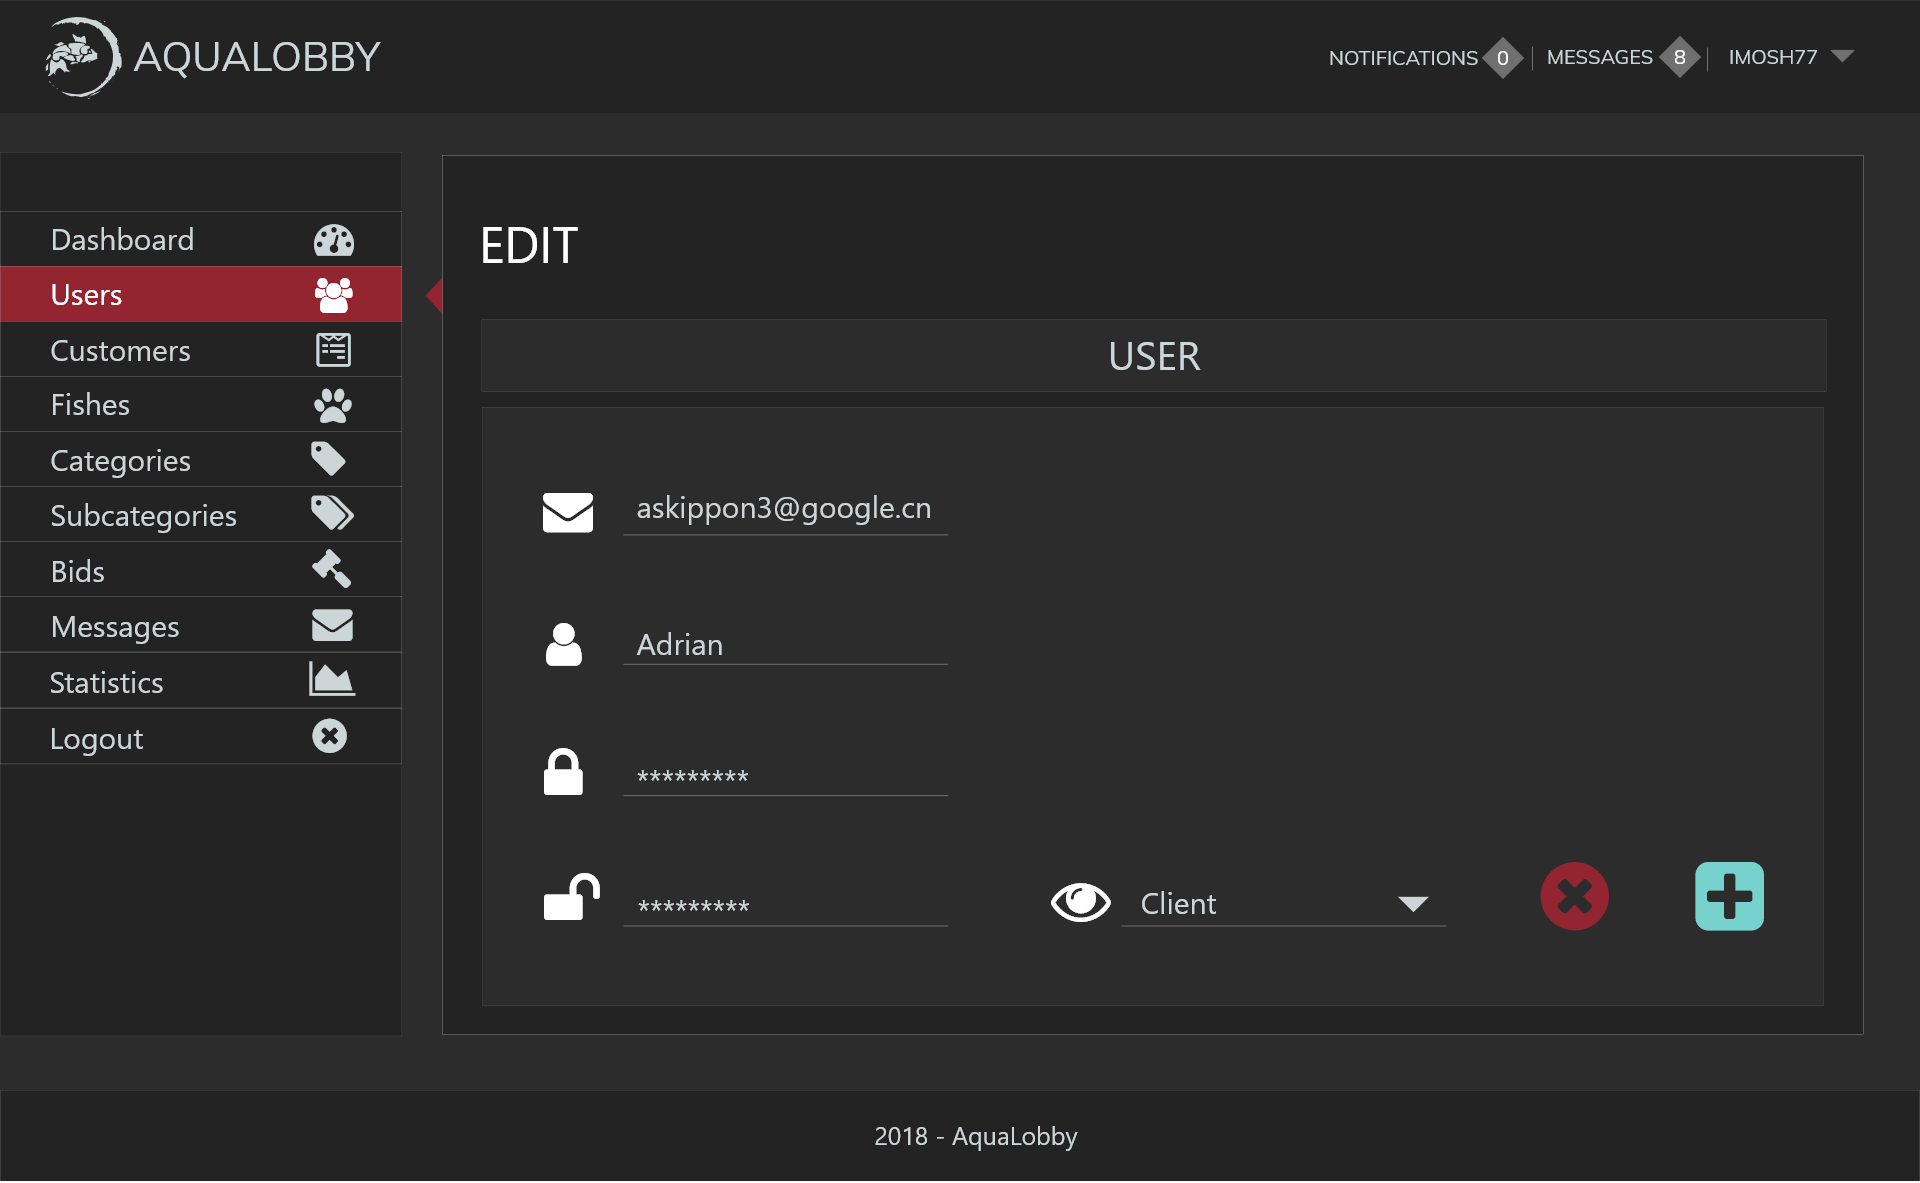 AQUALOBBY
NOTIFICATIONS 0
MESSAGES 8
IMOSH77
Dashboard
Users
Customers
Fishes
Categories
Subcategories
Bids
Messages
Statistics
Logout
EDIT
USER
askippon3@google.cn
Adrian
*********
*********
Client
2018 - AquaLobby